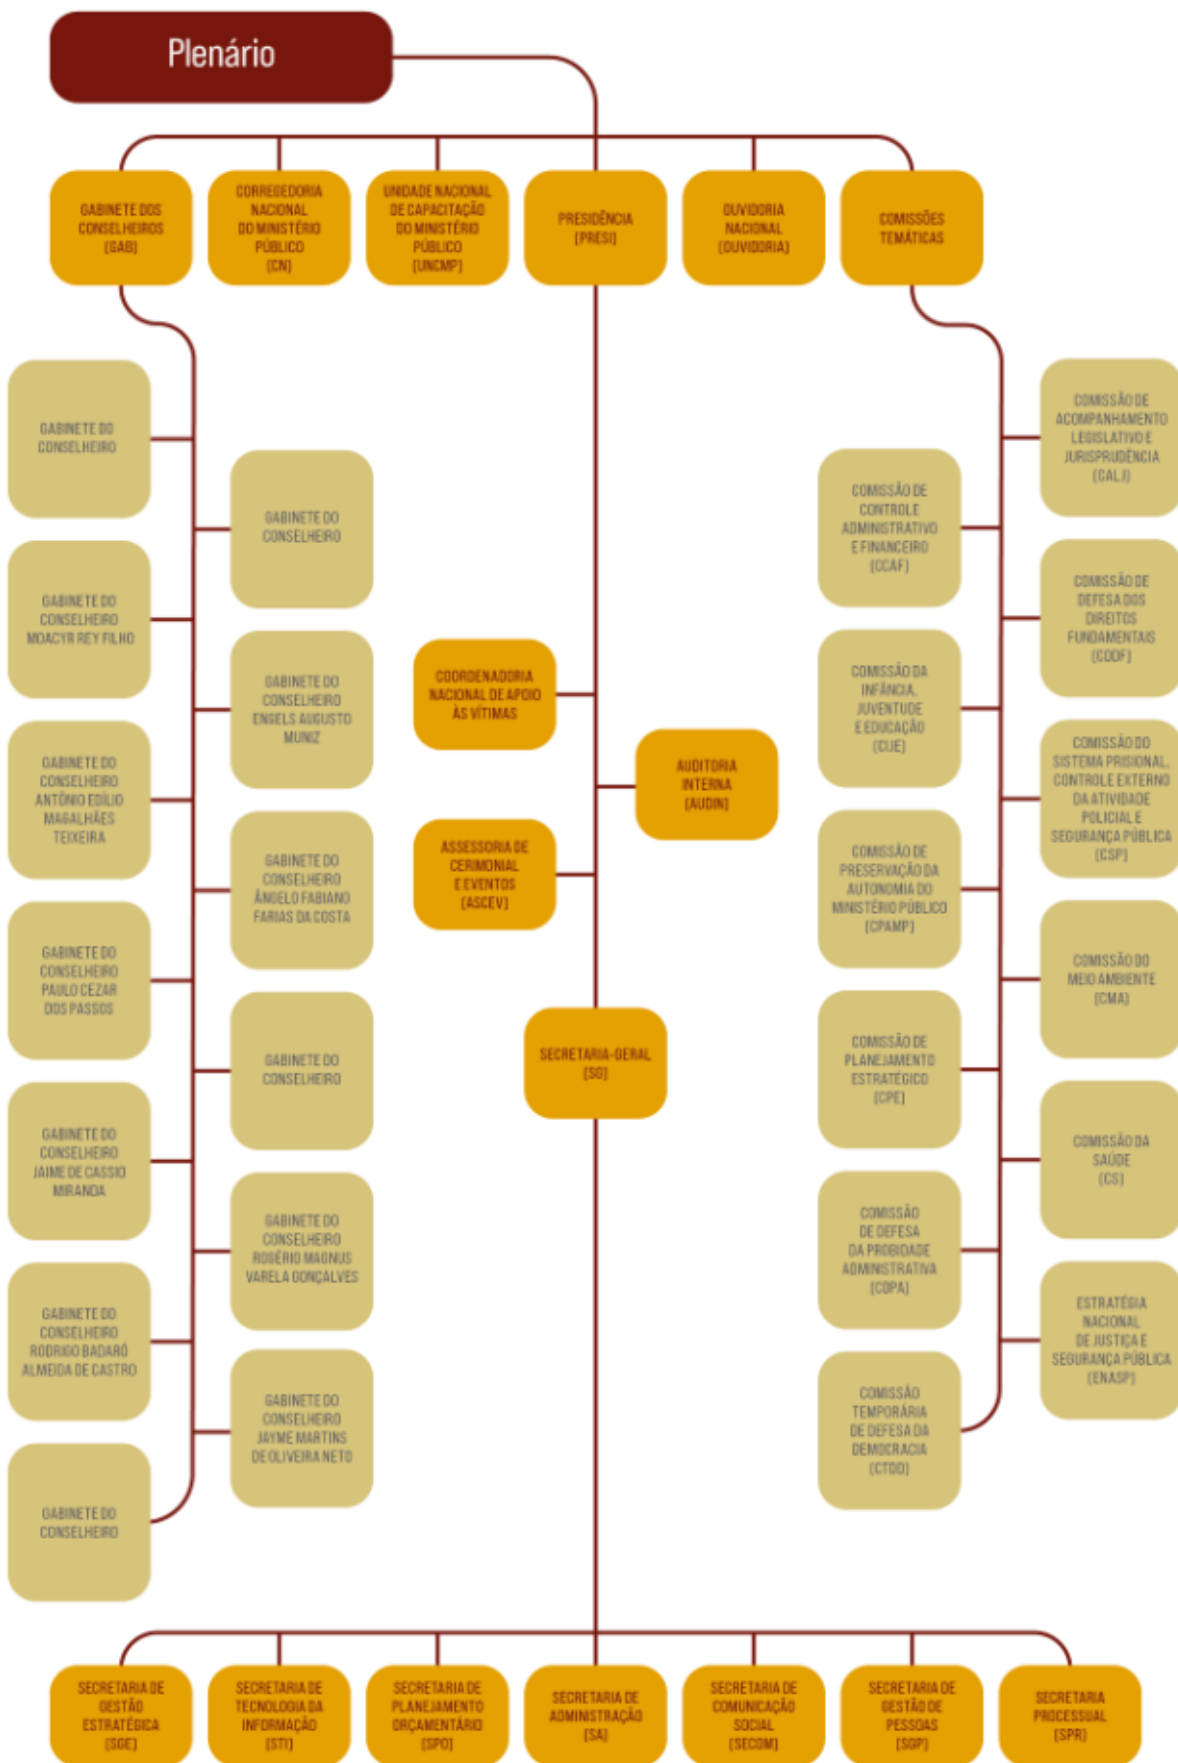 Plenário
GABINETE DOS
CONSELHEIROS
(GAB)
CORREGEDORIA
NACIONAL
DO MINISTÉRIO
PÚBLICO
(CN)
UNIDADE NACIONAL
DE CAPACITAÇÃO
DO MINISTÉRIO
PÚBLICO
(UNCMP)
PRESIDÊNCIA
(PRESI)
OUVIDORIA
NACIONAL
(OUVIDORIA)
COMISSÕES
TEMÁTICAS
GABINETE DO
CONSELHEIRO
GABINETE DO
CONSELHEIRO
GABINETE DO
CONSELHEIRO
MOACYR REY FILHO
GABINETE DO
CONSELHEIRO
ENGELS AUGUSTO
MUNIZ
GABINETE DO
CONSELHEIRO
ANTÔNIO EDÍLIO
MAGALHÃES
TEIXEIRA
GABINETE DO
CONSELHEIRO
ÂNGELO FABIANO
FARIAS DA COSTA
GABINETE DO
CONSELHEIRO
PAULO CEZAR
DOS PASSOS
GABINETE DO
CONSELHEIRO
GABINETE DO
CONSELHEIRO
JAIME DE CASSIO
MIRANDA
GABINETE DO
CONSELHEIRO
ROGÉRIO MAGNUS
VARELA GONÇALVES
GABINETE DO
CONSELHEIRO
RODRIGO BADARÓ
ALMEIDA DE CASTRO
GABINETE DO
CONSELHEIRO
JAYME MARTINS
DE OLIVEIRA NETO
GABINETE DO
CONSELHEIRO
COORDENADORIA
NACIONAL DE APOIO
ÀS VÍTIMAS
AUDITORIA
INTERNA
(AUDIN)
ASSESSORIA DE
CERIMONIAL
E EVENTOS
(ASCEV)
SECRETARIA-GERAL
(SG)
COMISSÃO DE
ACOMPANHAMENTO
LEGISLATIVO E
JURISPRUDÊNCIA
(CALJ)
COMISSÃO DE
CONTROLE
ADMINISTRATIVO
E FINANCEIRO
(CCAF)
COMISSÃO DE
DEFESA DOS
DIREITOS
FUNDAMENTAIS
(CDDF)
COMISSÃO DA
INFÂNCIA,
JUVENTUDE
E EDUCAÇÃO
(CIJE)
COMISSÃO DO
SISTEMA PRISIONAL,
CONTROLE EXTERNO
DA ATIVIDADE
POLICIAL E
SEGURANÇA PÚBLICA
(CSP)
COMISSÃO DE
PRESERVAÇÃO DA
AUTONOMIA DO
MINISTÉRIO PÚBLICO
(CPAMP)
COMISSÃO DO
MEIO AMBIENTE
(CMA)
COMISSÃO DE
PLANEJAMENTO
ESTRATÉGICO
(CPE)
COMISSÃO DA
SAÚDE
(CS)
COMISSÃO
DE DEFESA
DA PROBIDADE
ADMINISTRATIVA
(CDPA)
ESTRATÉGIA
NACIONAL
DE JUSTIÇA E
SEGURANÇA PÚBLICA
(ENASP)
COMISSÃO
TEMPORÁRIA
DE DEFESA DA
DEMOCRACIA
(CTDD)
SECRETARIA DE
GESTÃO
ESTRATÉGICA
(SGE)
SECRETARIA DE
TECNOLOGIA DA
INFORMAÇÃO
(STI)
SECRETARIA DE
PLANEJAMENTO
ORÇAMENTÁRIO
(SPO)
SECRETARIA DE
ADMINISTRAÇÃO
(SA)
SECRETARIA DE
COMUNICAÇÃO
SOCIAL
(SECOM)
SECRETARIA DE
GESTÃO DE
PESSOAS
(SGP)
SECRETARIA
PROCESSUAL
(SPR)